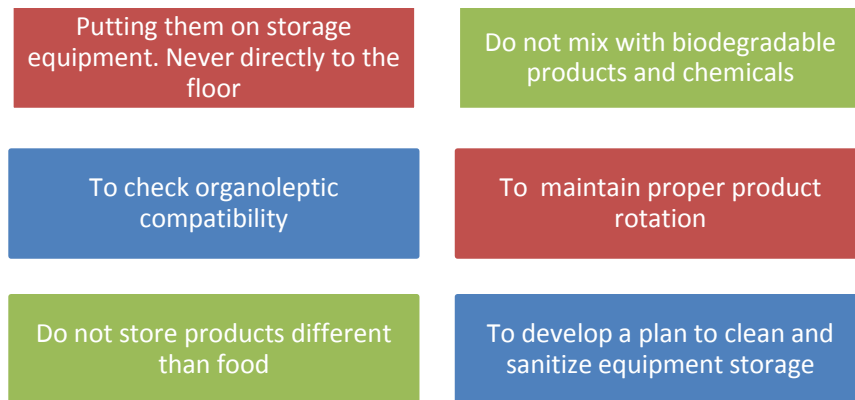 Putting them on storage
equipment. Never directly to the
floor
Do not mix with biodegradable
products and chemicals
To check organoleptic
compatibility
To maintain proper product
rotation
Do not store products different
than food
To develop a plan to clean and
sanitize equipment storage